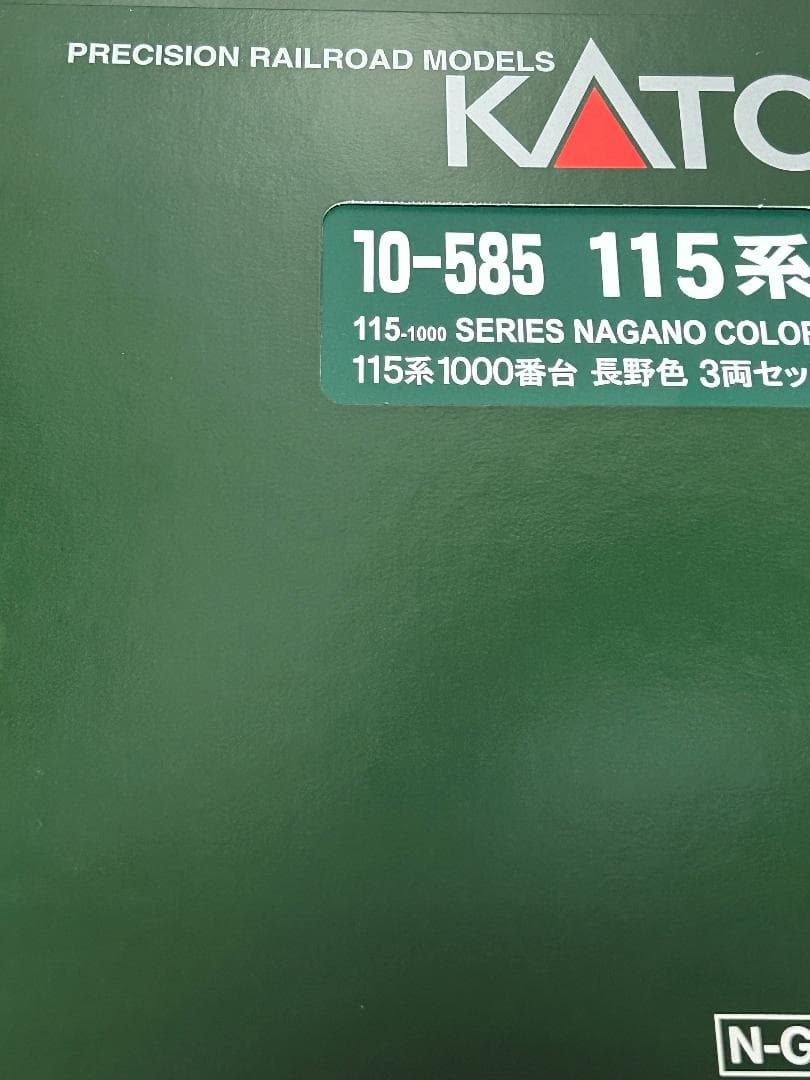 PRECISION RAILROAD MODELS
KATO
10-585 115系
115-1000 SERIES NAGANO COLOR
115系1000番台 長野色 3両セッ
N-G